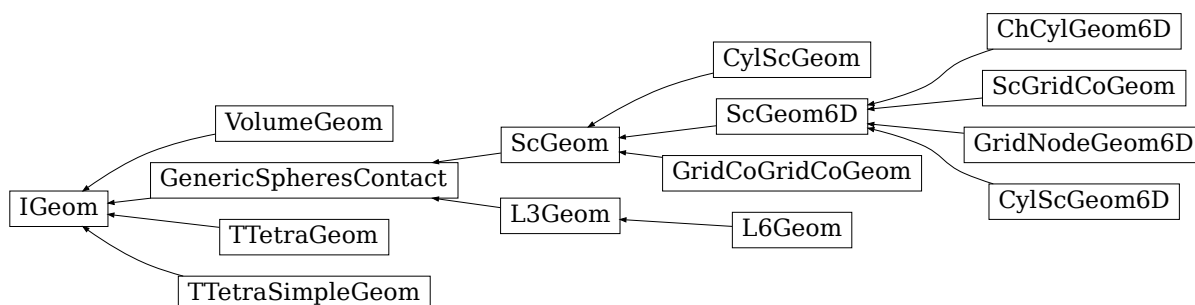 ChCylGeom6D
CylScGeom
ScGridCoGeom
VolumeGeom
ScGeom6D
ScGeom
GridNodeGeom6D
GenericSpheresContact
GridCoGridCoGeom
IGeom
L3Geom
CylScGeom6D
TTetraGeom
L6Geom
TTetraSimpleGeom